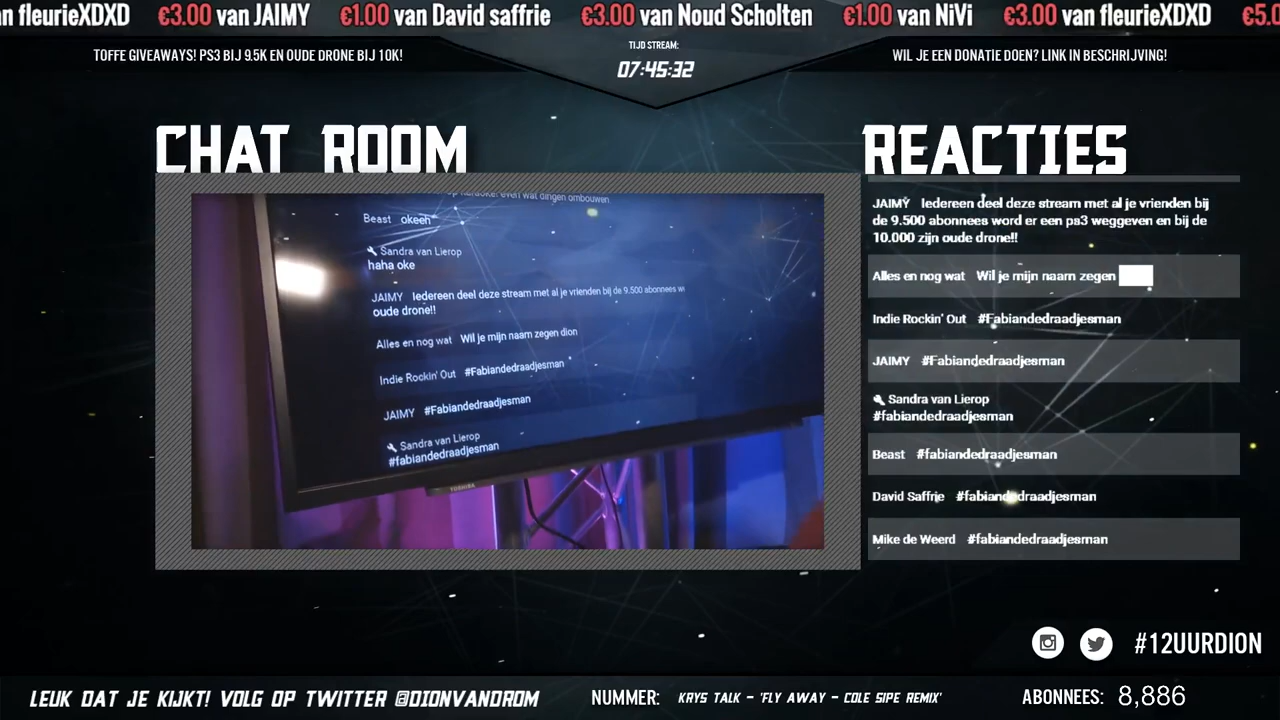 an fleurieXDXD €3.00 van JAIMY €1.00 van David saffrie €3.00 van Noud Scholten €1.00 van NiVi €3.00 van fleurieXDXD €5.0
TOFFE GIVEAWAYS! PS3 BIJ 9.5K EN OUDE DRONE BIJ 10K!
TIJD STREAM:
07:45:32
WIL JE EEN DONATIE DOEN? LINK IN BESCHRIJVING!
CHAT ROOM
even wat dingen ombouwen
Beast okeeh
Sandra van Lierop
haha oke
JAIMY Iedereen deel deze stream met al je vrienden bij de 9.500 abonnees
oude drone!!
Alles en nog wat Wil je mijn naam zegen dion
Indie Rockin' Out #Fabiandedraadjesman
JAIMY #Fabiandedraadjesman
Sandra van Lierop
#fabiandedraadjesman
TOSHIBA
REACTIES
JAIMY Iedereen deel deze stream met al je vrienden bij
de 9.500 abonnees word er een ps3 weggeven en bij de
10.000 zijn oude drone!!
Alles en nog wat Wil je mijn naam zegen
Indie Rockin' Out #Fabiandedraadjesman
JAIMY #Fabiandedraadjesman
Sandra van Lierop
#fabiandedraadjesman
Beast #fabiandedraadjesman
David Saffrie #fabiandedraadjesman
Mike de Weerd #fabiandedraadjesman
#12UURDION
LEUK DAT JE KIJKT! VOLG OP TWITTER @DIONVANDROM
NUMMER: KRYS TALK - 'FLY AWAY - COLE SIPE REMIX'
ABONNEES: 8,886